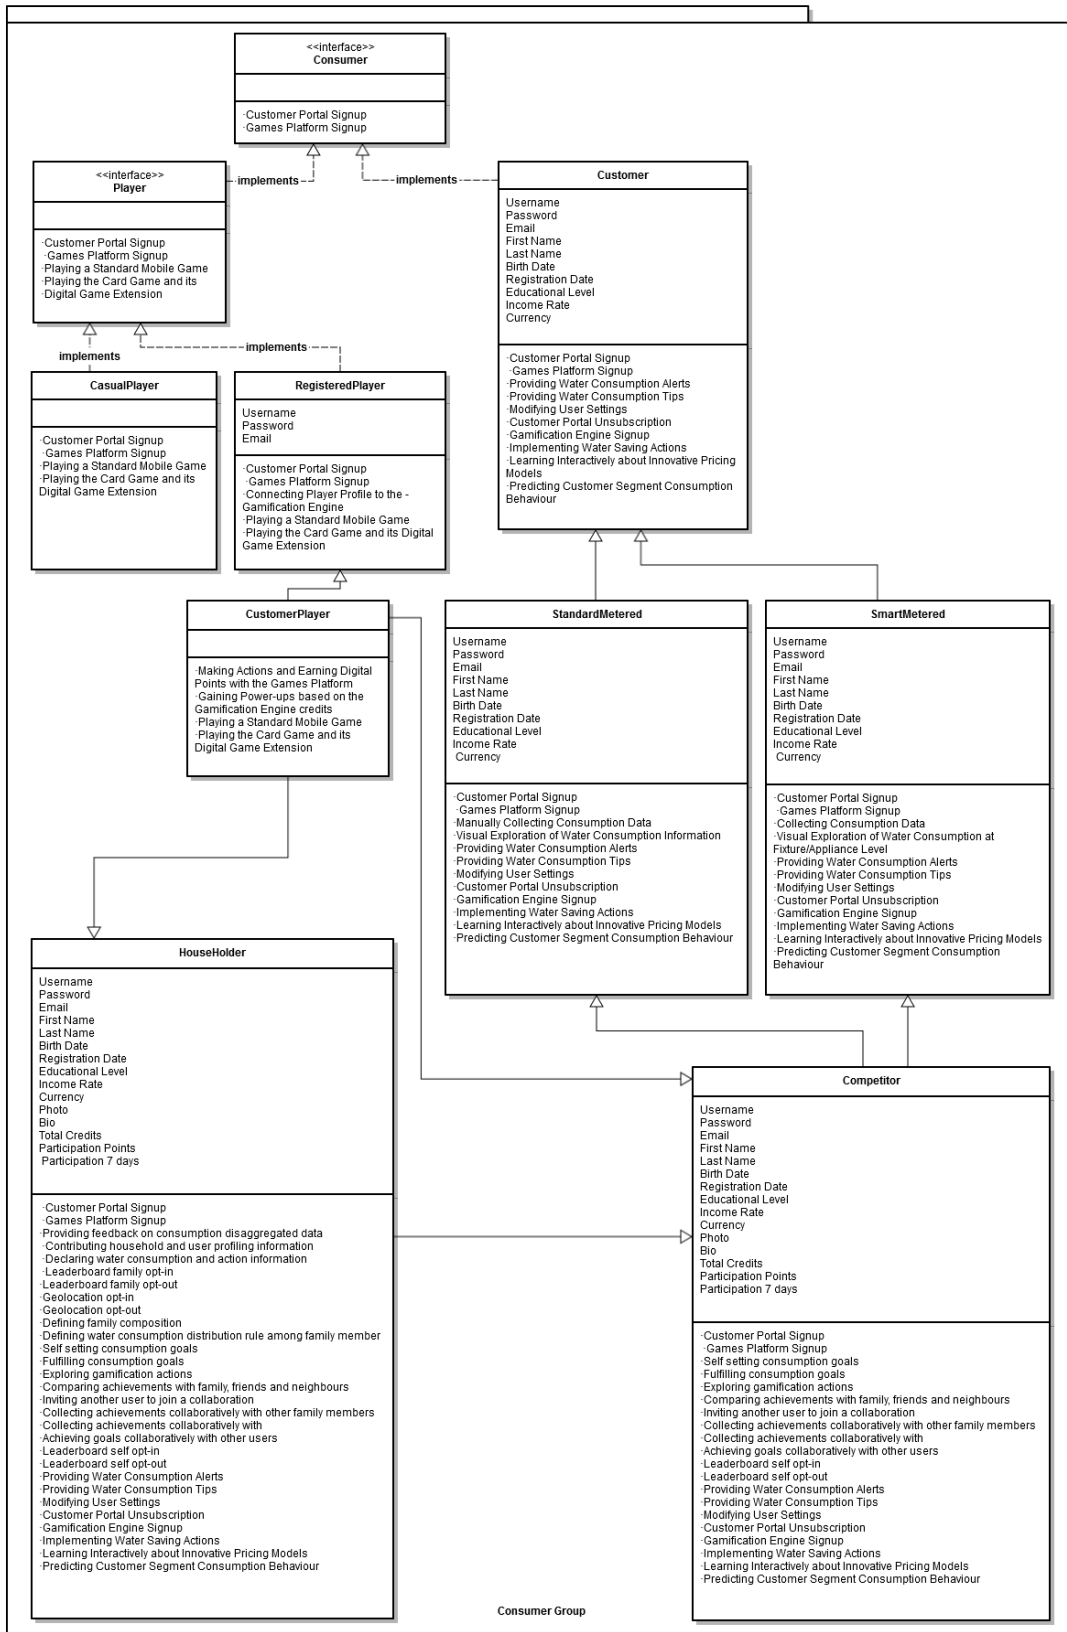 <<interface>>
Consumer
·Customer Portal Signup
·Games Platform Signup
<<interface>>
Player
·Customer Portal Signup
·Games Platform Signup
·Playing a Standard Mobile Game
·Playing the Card Game and its
·Digital Game Extension
implements
implements
Customer
Username
Password
Email
First Name
Last Name
Birth Date
Registration Date
Educational Level
Income Rate
Currency
·Customer Portal Signup
·Games Platform Signup
·Providing Water Consumption Alerts
·Providing Water Consumption Tips
·Modifying User Settings
·Customer Portal Unsubscription
·Gamification Engine Signup
·Implementing Water Saving Actions
·Learning Interactively about Innovative Pricing
Models
·Predicting Customer Segment Consumption
Behaviour
implements
implements
CasualPlayer
·Customer Portal Signup
·Games Platform Signup
·Playing a Standard Mobile Game
·Playing the Card Game and its
Digital Game Extension
RegisteredPlayer
Username
Password
Email
·Customer Portal Signup
·Games Platform Signup
·Connecting Player Profile to the -
Gamification Engine
·Playing a Standard Mobile Game
·Playing the Card Game and its Digital
Game Extension
CustomerPlayer
·Making Actions and Earning Digital
Points with the Games Platform
·Gaining Power-ups based on the
Gamification Engine credits
·Playing a Standard Mobile Game
·Playing the Card Game and its
Digital Game Extension
StandardMetered
Username
Password
Email
First Name
Last Name
Birth Date
Registration Date
Educational Level
Income Rate
Currency
·Customer Portal Signup
·Games Platform Signup
·Manually Collecting Consumption Data
·Visual Exploration of Water Consumption Information
·Providing Water Consumption Alerts
·Providing Water Consumption Tips
·Modifying User Settings
·Customer Portal Unsubscription
·Gamification Engine Signup
·Implementing Water Saving Actions
·Learning Interactively about Innovative Pricing Models
·Predicting Customer Segment Consumption Behaviour
SmartMetered
Username
Password
Email
First Name
Last Name
Birth Date
Registration Date
Educational Level
Income Rate
Currency
·Customer Portal Signup
·Games Platform Signup
·Collecting Consumption Data
·Visual Exploration of Water Consumption at
Fixture/Appliance Level
·Providing Water Consumption Alerts
·Providing Water Consumption Tips
·Modifying User Settings
·Customer Portal Unsubscription
·Gamification Engine Signup
·Implementing Water Saving Actions
·Learning Interactively about Innovative Pricing Models
·Predicting Customer Segment Consumption
Behaviour
HouseHolder
Username
Password
Email
First Name
Last Name
Birth Date
Registration Date
Educational Level
Income Rate
Currency
Photo
Bio
Total Credits
Participation Points
Participation 7 days
·Customer Portal Signup
·Games Platform Signup
·Providing feedback on consumption disaggregated data
·Contributing household and user profiling information
·Declaring water consumption and action information
·Leaderboard family opt-in
·Leaderboard family opt-out
·Geolocation opt-in
·Geolocation opt-out
·Defining family composition
·Defining water consumption distribution rule among family member
·Self setting consumption goals
·Fulfilling consumption goals
·Exploring gamification actions
·Comparing achievements with family, friends and neighbours
·Inviting another user to join a collaboration
·Collecting achievements collaboratively with other family members
·Collecting achievements collaboratively with
·Achieving goals collaboratively with other users
·Leaderboard self opt-in
·Leaderboard self opt-out
·Providing Water Consumption Alerts
·Providing Water Consumption Tips
·Modifying User Settings
·Customer Portal Unsubscription
·Gamification Engine Signup
·Implementing Water Saving Actions
·Learning Interactively about Innovative Pricing Models
·Predicting Customer Segment Consumption Behaviour
Competitor
Username
Password
Email
First Name
Last Name
Birth Date
Registration Date
Educational Level
Income Rate
Currency
Photo
Bio
Total Credits
Participation Points
Participation 7 days
·Customer Portal Signup
·Games Platform Signup
·Self setting consumption goals
·Fulfilling consumption goals
·Exploring gamification actions
·Comparing achievements with family, friends and neighbours
·Inviting another user to join a collaboration
·Collecting achievements collaboratively with other family members
·Collecting achievements collaboratively with
·Achieving goals collaboratively with other users
·Leaderboard self opt-in
·Leaderboard self opt-out
·Providing Water Consumption Alerts
·Providing Water Consumption Tips
·Modifying User Settings
·Customer Portal Unsubscription
·Gamification Engine Signup
·Implementing Water Saving Actions
·Learning Interactively about Innovative Pricing Models
·Predicting Customer Segment Consumption Behaviour
Consumer Group